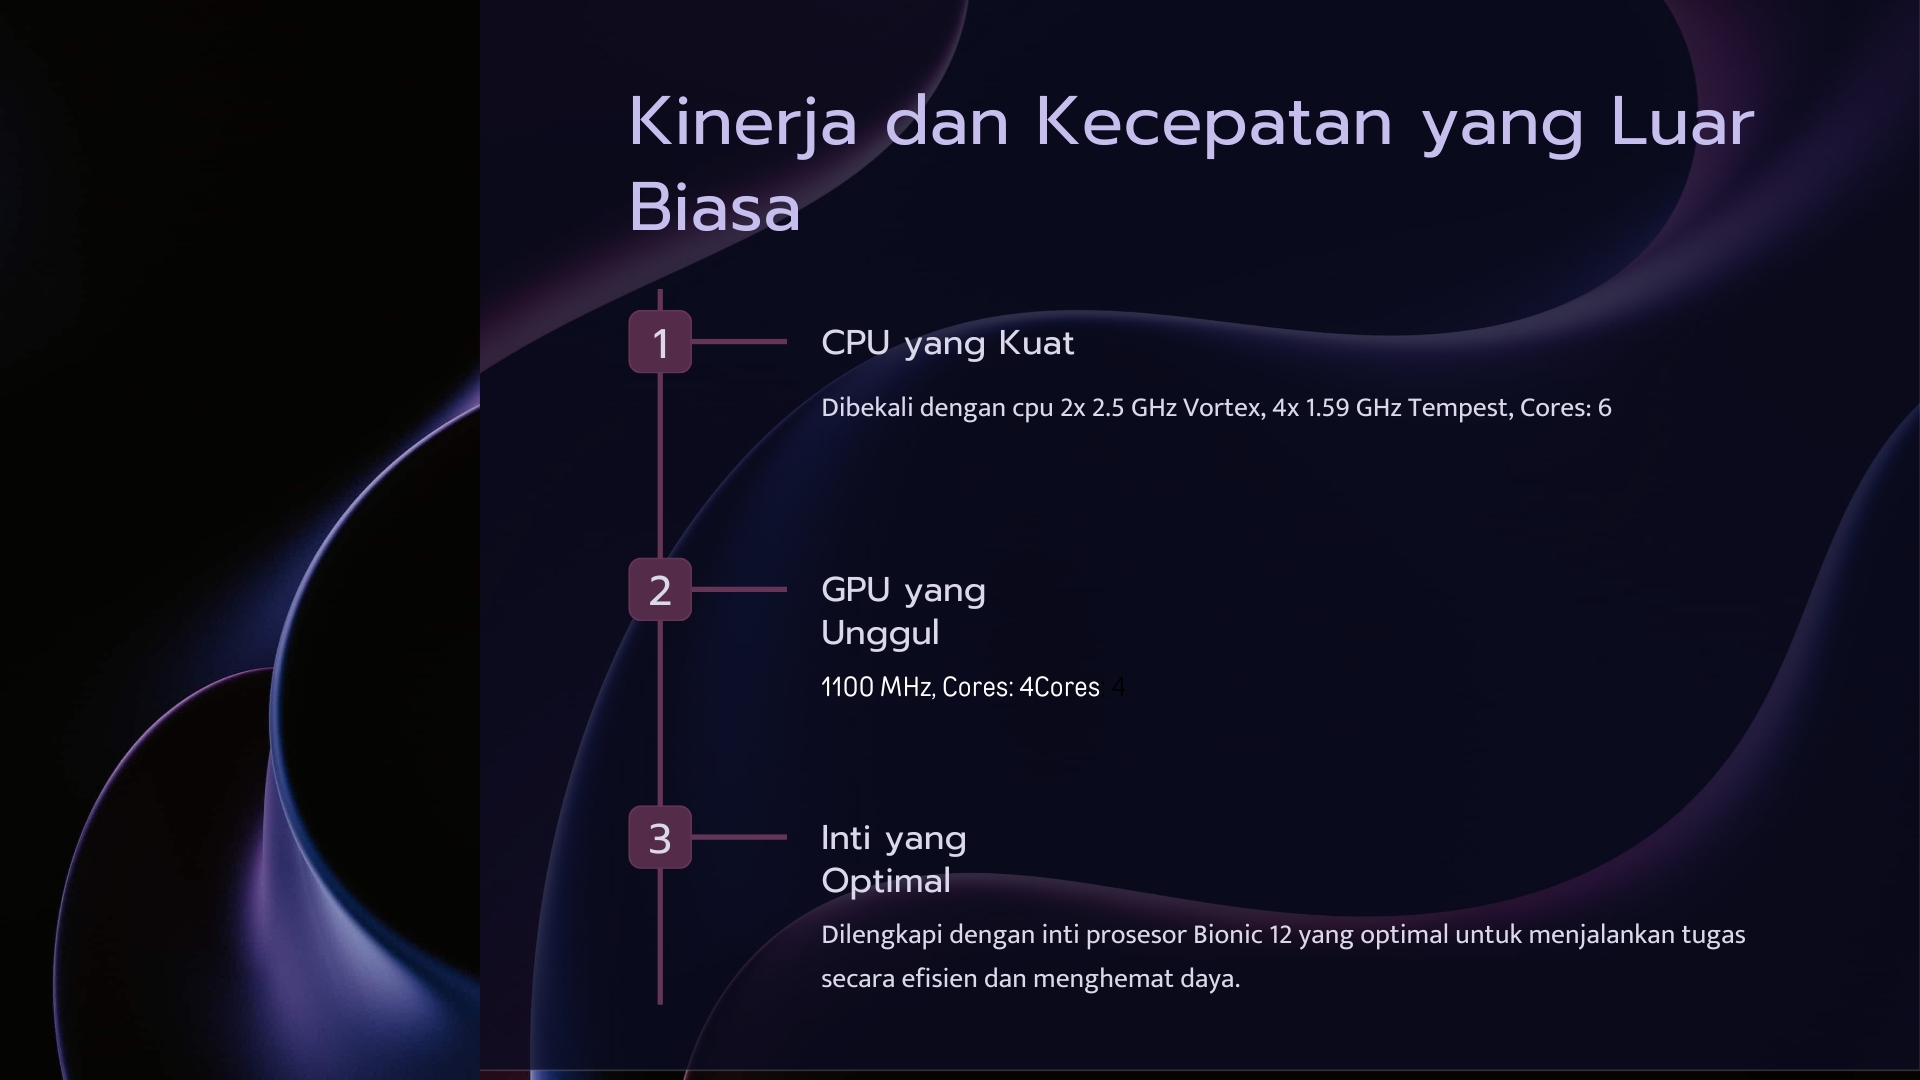 Kinerja dan Kecepatan yang Luar
Biasa
1
CPU yang Kuat
Dibekali dengan cpu 2x 2.5 GHz Vortex, 4x 1.59 GHz Tempest, Cores: 6
2
GPU yang
Unggul
1100 MHz, Cores: 4Cores 4
3
Inti yang
Optimal
Dilengkapi dengan inti prosesor Bionic 12 yang optimal untuk menjalankan tugas
secara efisien dan menghemat daya.